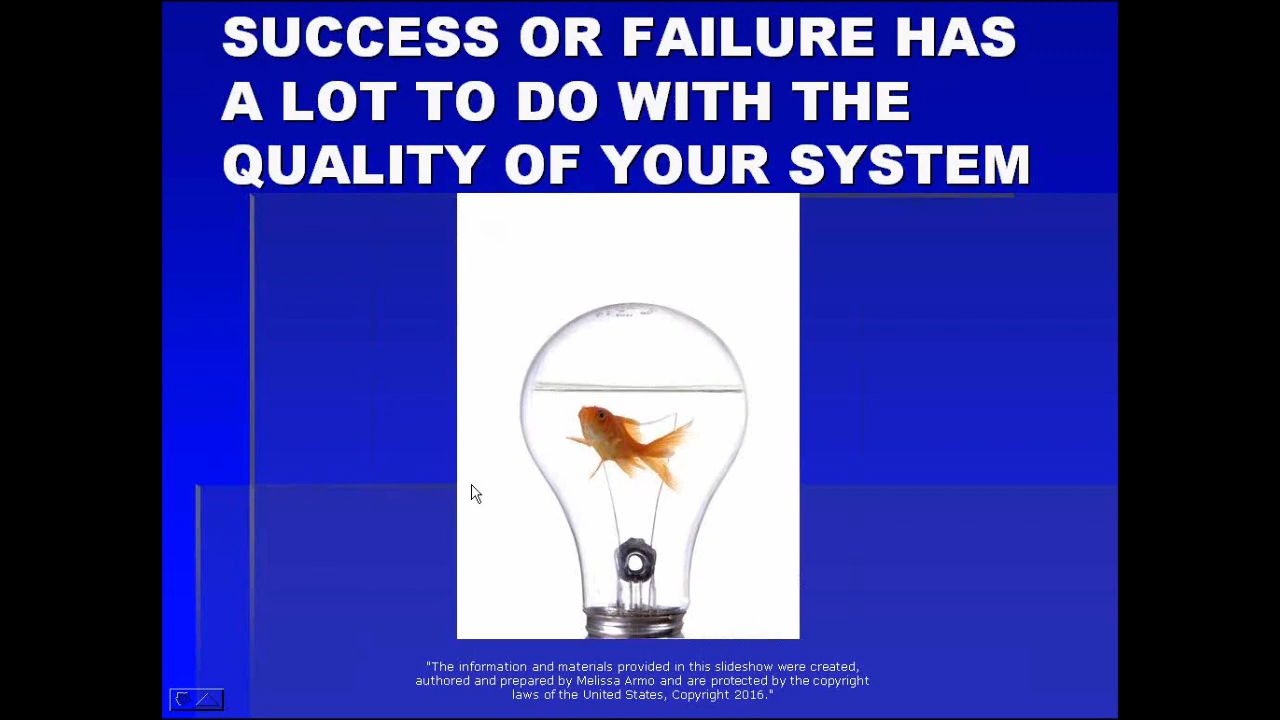 SUCCESS OR FAILURE HAS
A LOT TO DO WITH THE
QUALITY OF YOUR SYSTEM
"The information and materials provided in this slideshow were created,
authored and prepared by Melissa Armo and are protected by the copyright
laws of the United States, Copyright 2016."